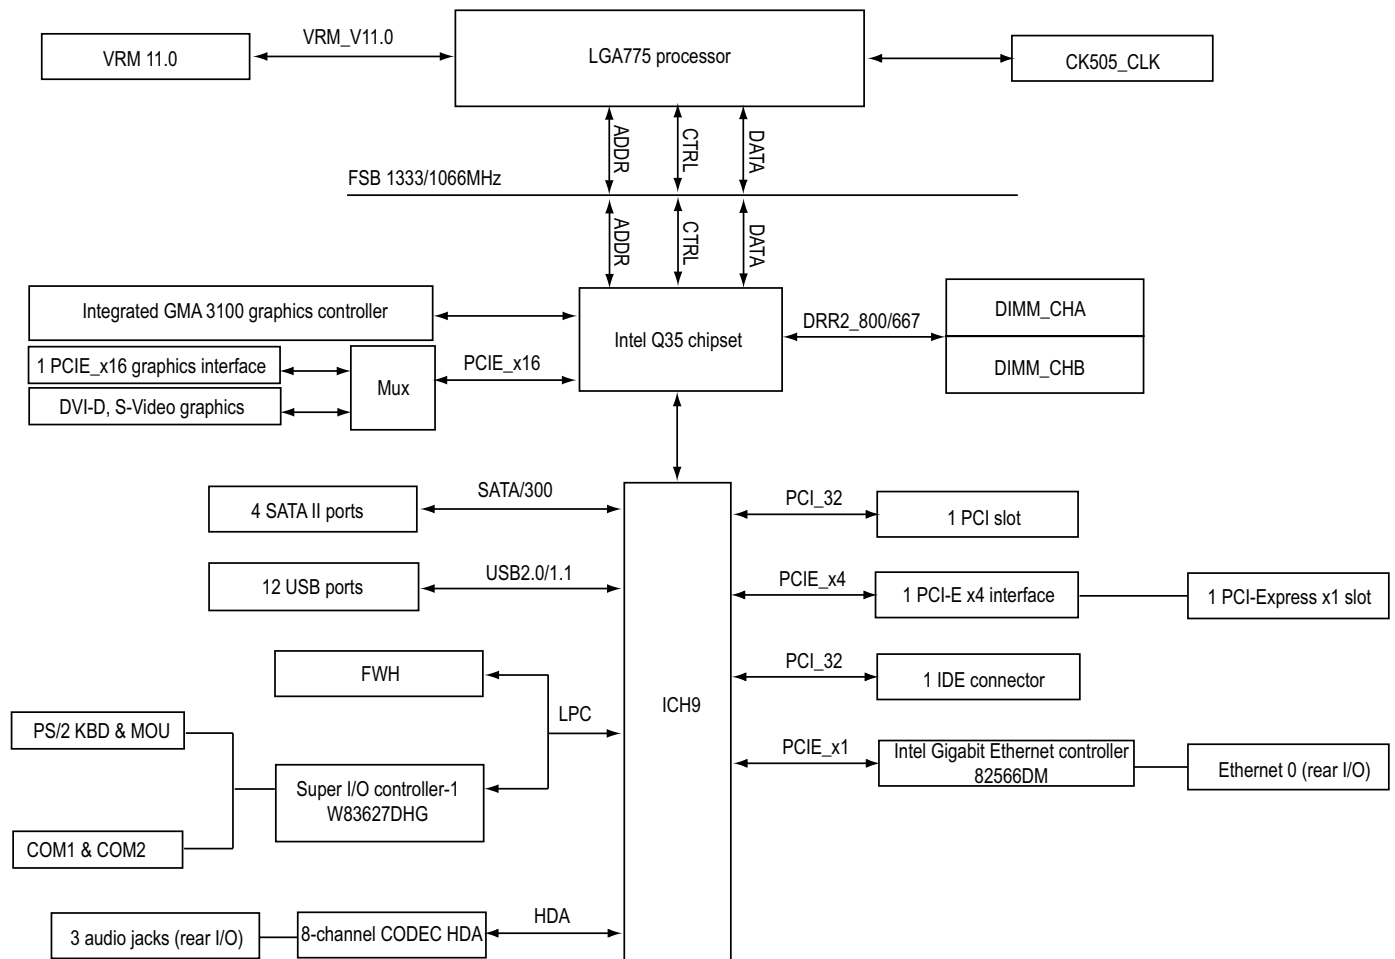 VRM 11.0
VRM_V11.0
LGA775 processor
CK505_CLK
ADDR
CTRL
DATA
FSB 1333/1066MHz
ADDR
CTRL
DATA
Integrated GMA 3100 graphics controller
1 PCIE_x16 graphics interface
DVI-D, S-Video graphics
Mux
PCIE_x16
Intel Q35 chipset
DRR2_800/667
DIMM_CHA
DIMM_CHB
4 SATA II ports
SATA/300
12 USB ports
USB2.0/1.1
FWH
LPC
PS/2 KBD & MOU
Super I/O controller-1
W83627DHG
COM1 & COM2
3 audio jacks (rear I/O)
8-channel CODEC HDA
HDA
ICH9
PCI_32
1 PCI slot
PCIE_x4
1 PCI-E x4 interface
1 PCI-Express x1 slot
PCI_32
1 IDE connector
PCIE_x1
Intel Gigabit Ethernet controller
82566DM
Ethernet 0 (rear I/O)